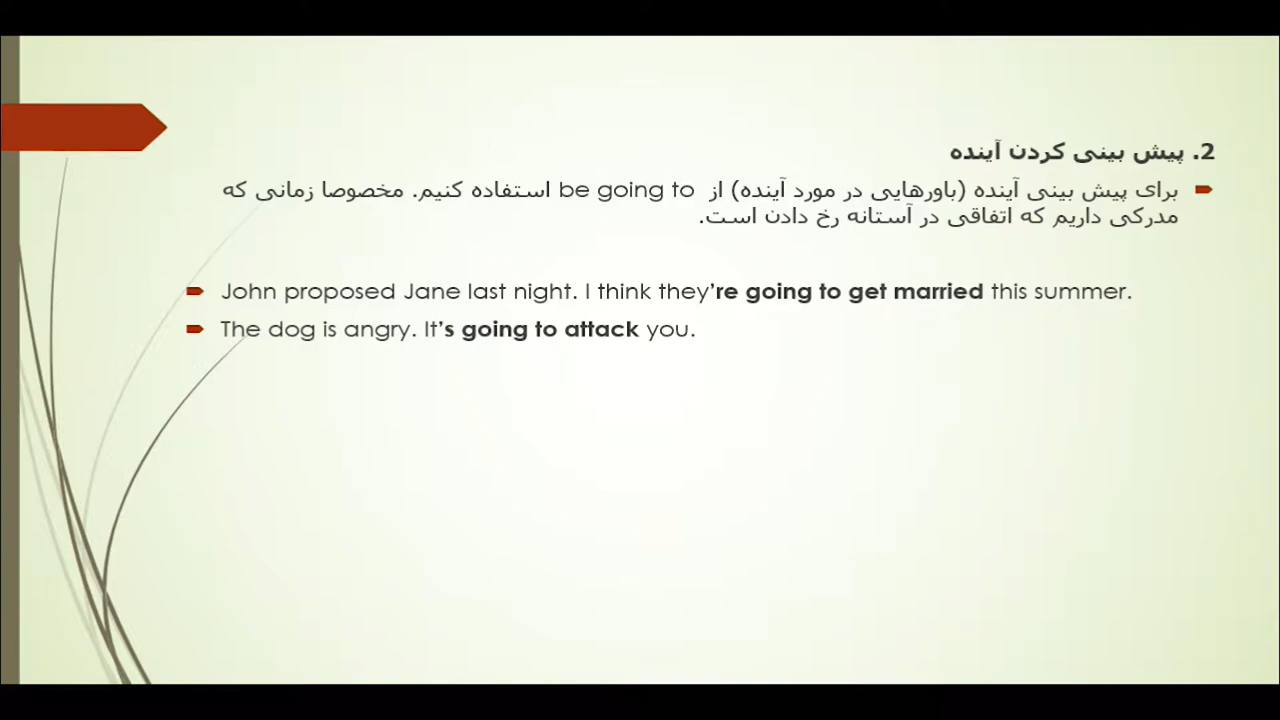 2. پیش بینی کردن آینده
برای پیش بینی آینده (باورهایی در مورد آینده) از be going to استفاده کنیم. مخصوصا زمانی که
مدرکی داریم که اتفاقی در آستانه رخ دادن است.
John proposed Jane last night. I think they're going to get married this summer.
The dog is angry. It's going to attack you.